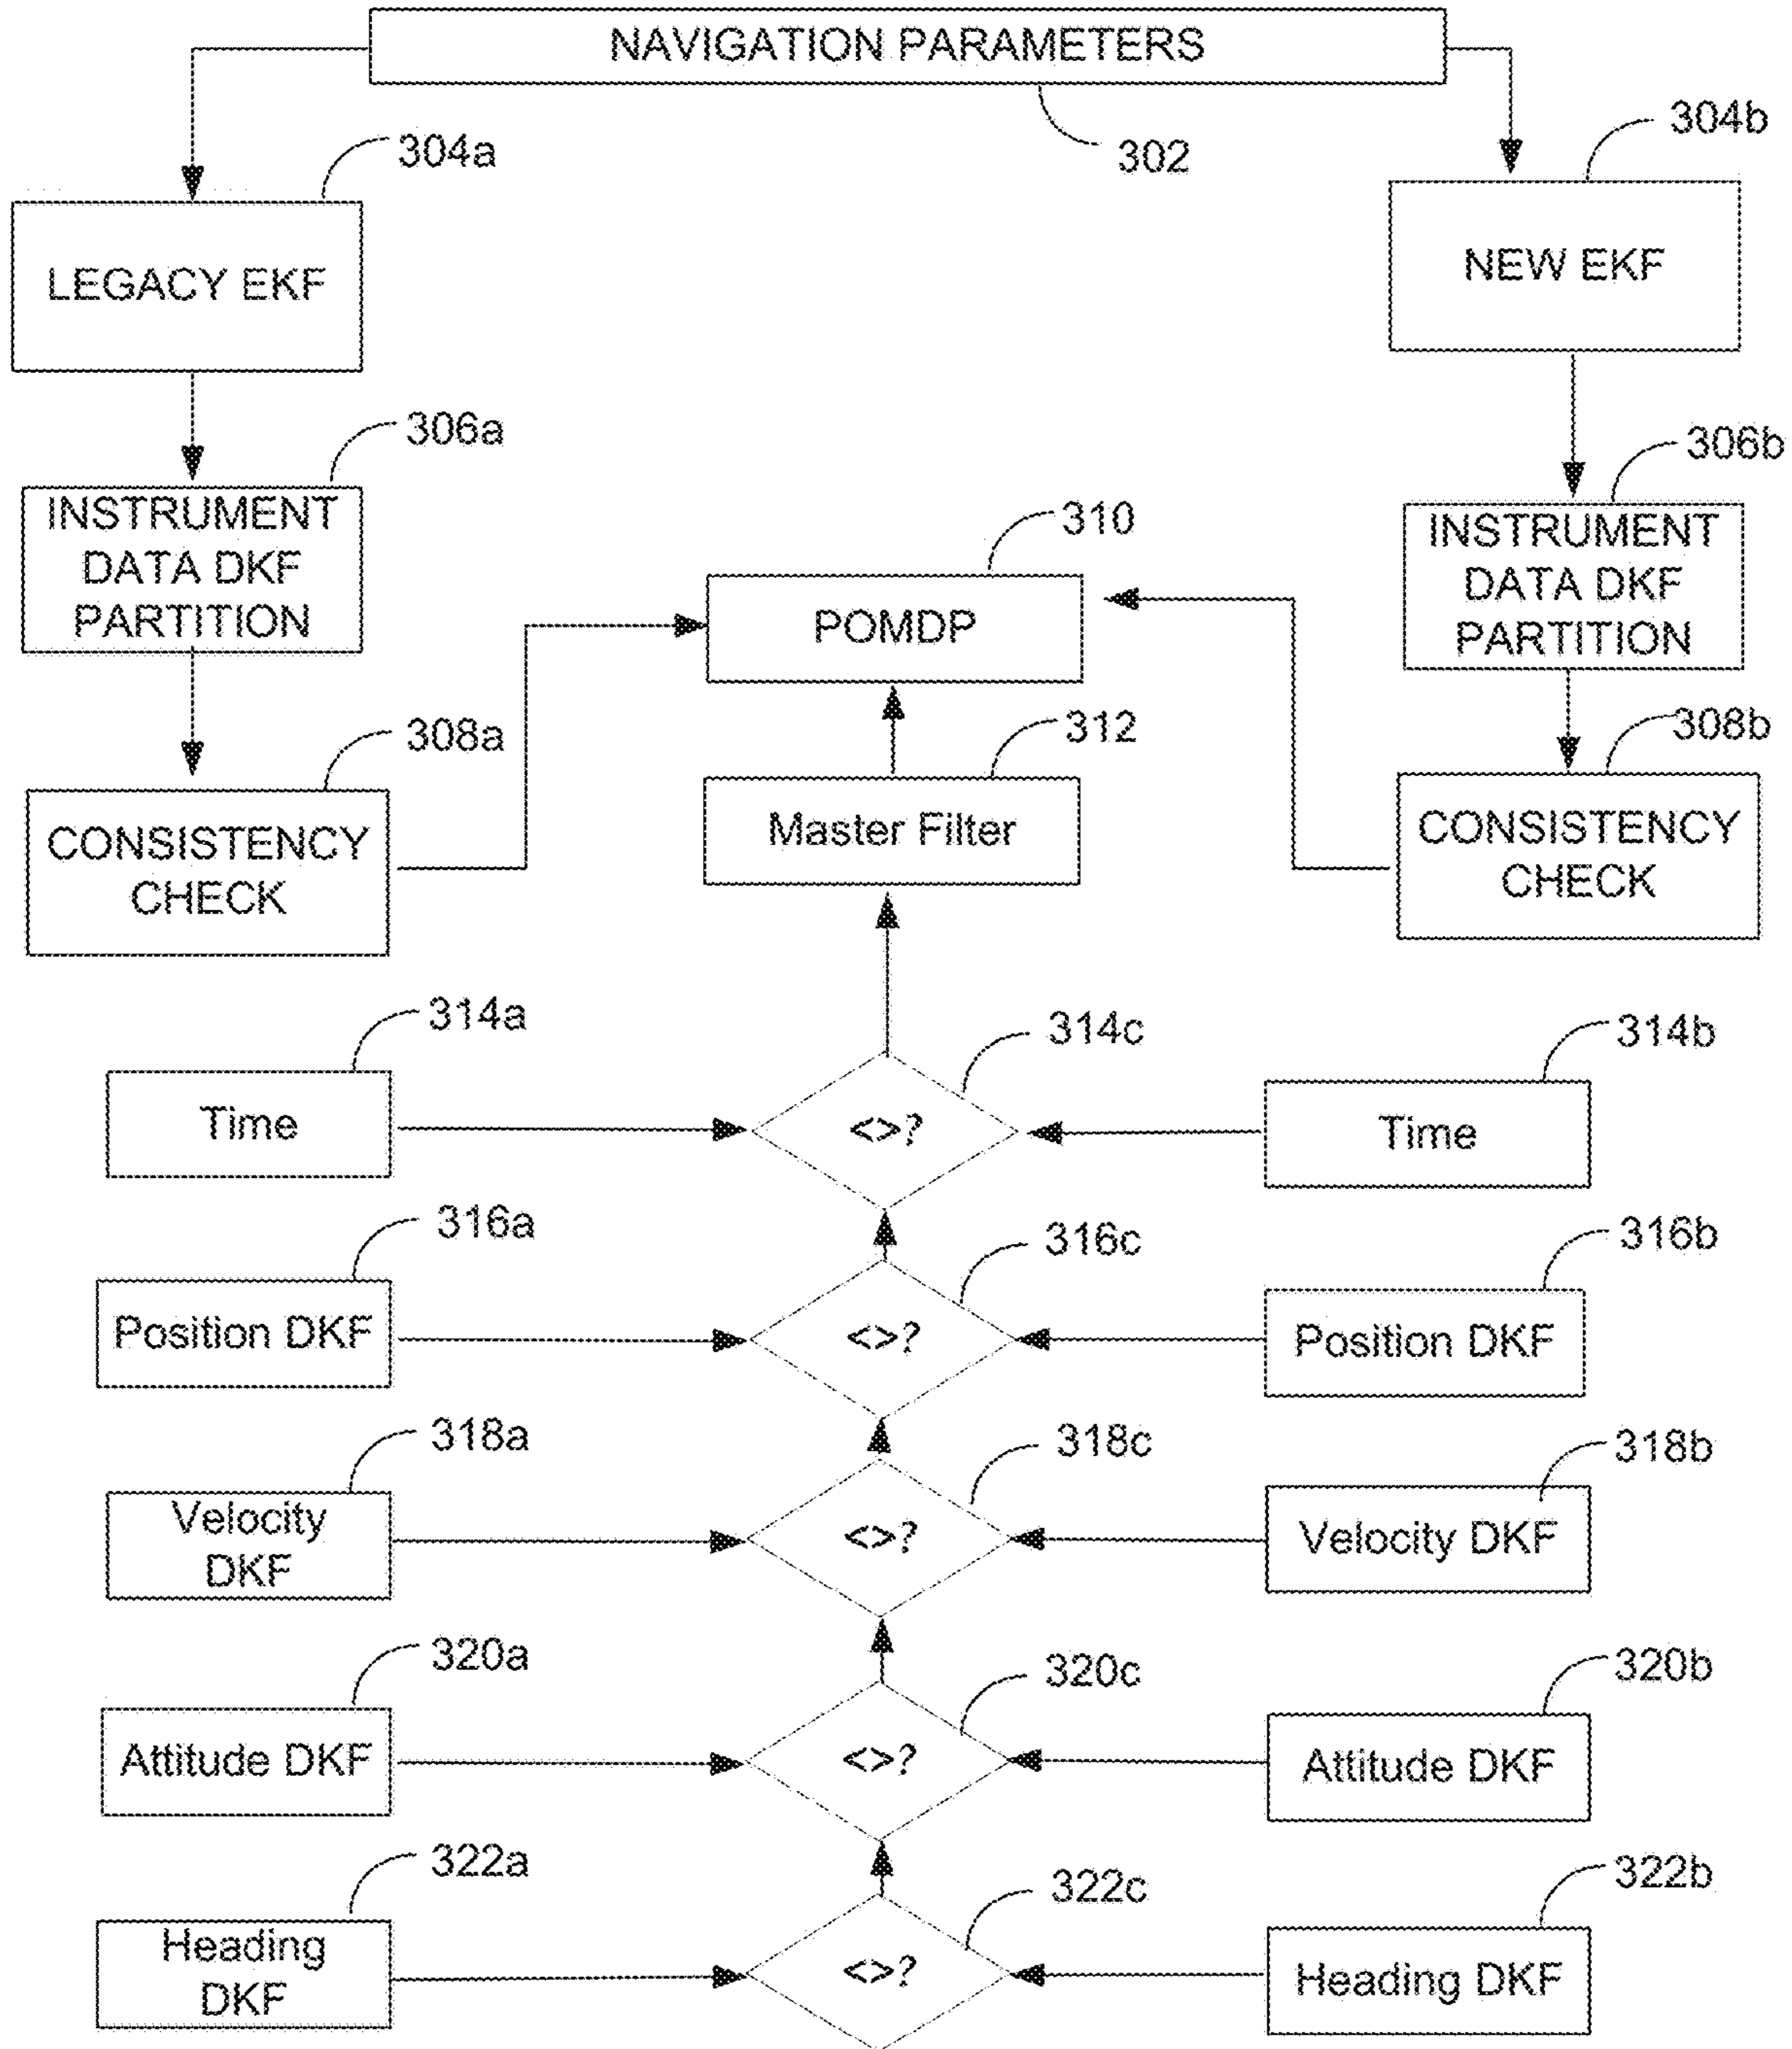 NAVIGATION PARAMETERS
302
304a
304b
LEGACY EKF
NEW EKF
306a
306b
INSTRUMENT
DATA DKF
PARTITION
310
POMDP
INSTRUMENT
DATA DKF
PARTITION
308a
312
308b
CONSISTENCY
CHECK
Master Filter
CONSISTENCY
CHECK
314a
314c
314b
Time
<>?
Time
316a
316c
316b
Position DKF
<>?
Position DKF
318a
318c
318b
Velocity
DKF
<>?
Velocity DKF
320a
320c
320b
Attitude DKF
<>?
Attitude DKF
322a
322c
322b
Heading
DKF
<>?
Heading DKF